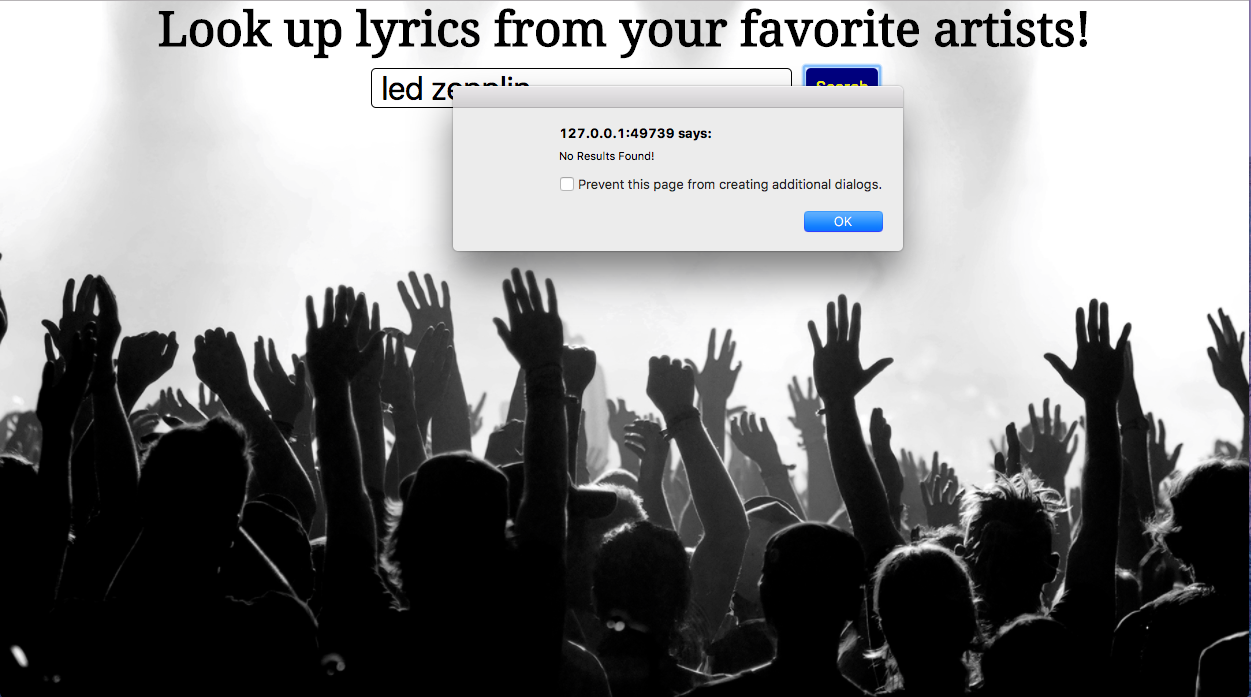 Look up lyrics from your favorite artists!
led zepplin
Search
127.0.0.1:49739 says:
No Results Found!
Prevent this page from creating additional dialogs.
OK